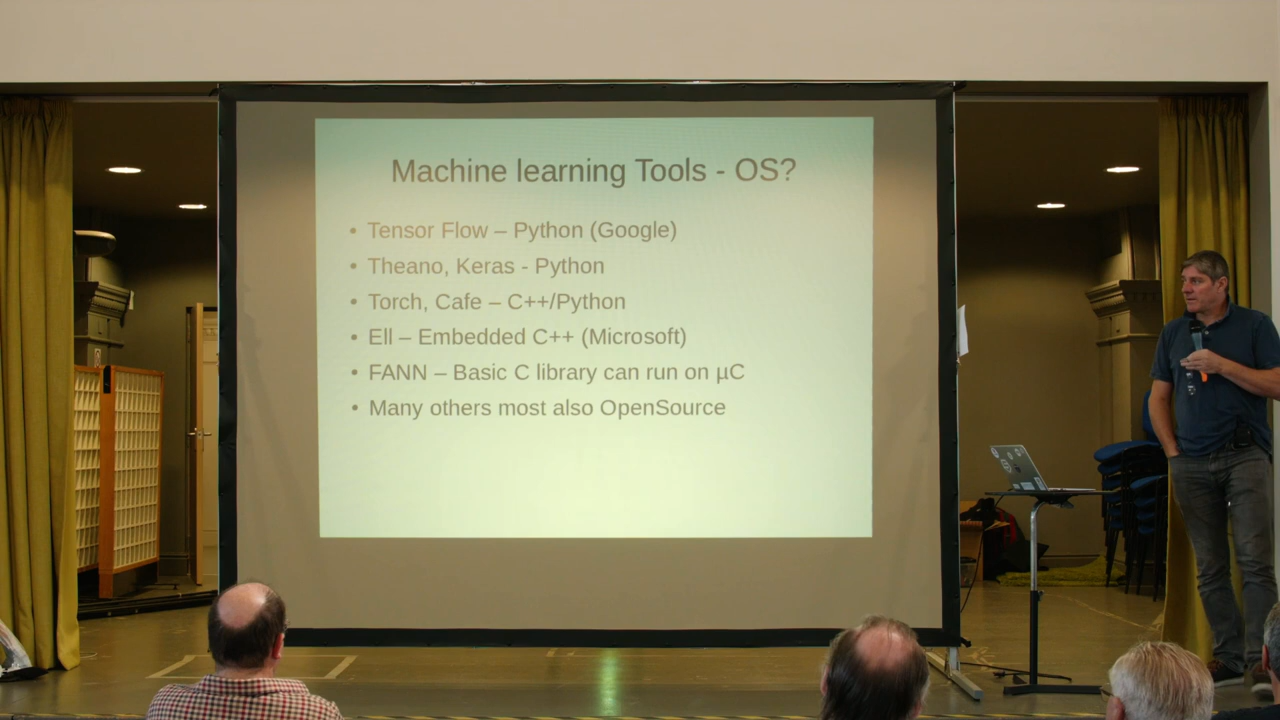 Machine learning Tools - OS?
• Tensor Flow – Python (Google)
• Theano, Keras - Python
• Torch, Cafe – C++/Python
• Ell – Embedded C++ (Microsoft)
• FANN – Basic C library can run on µC
• Many others most also OpenSource